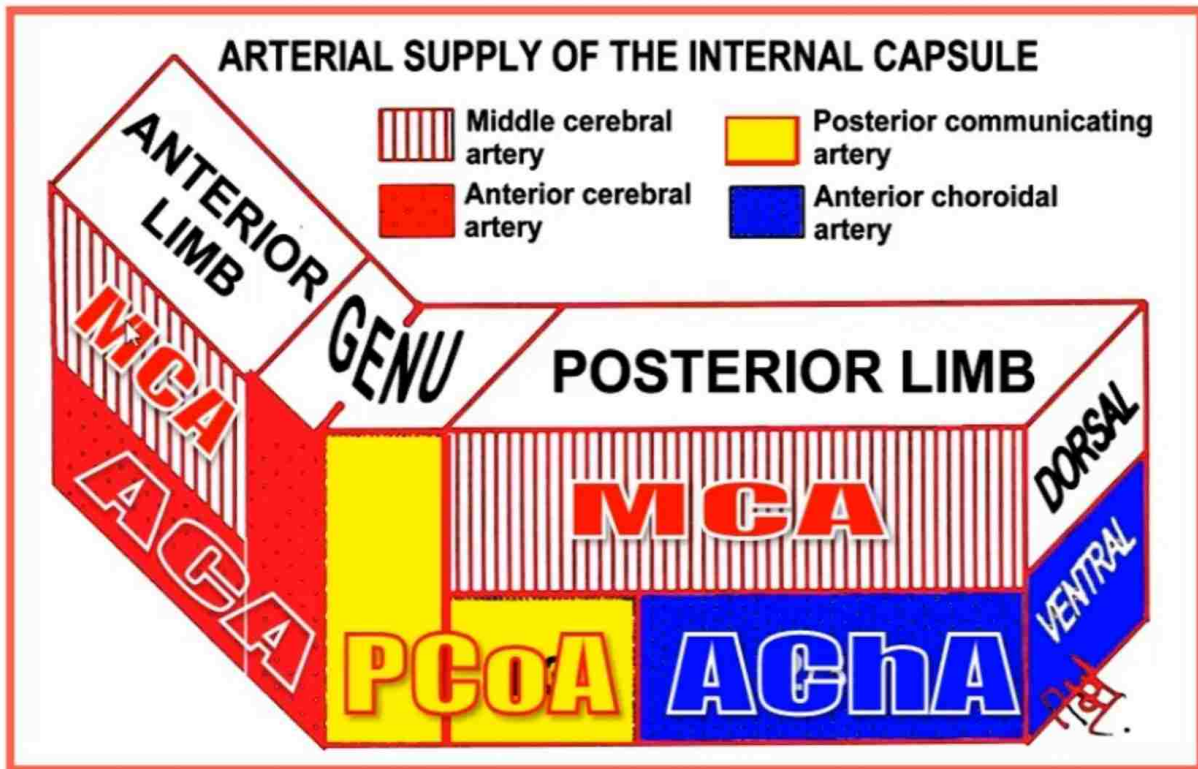 ARTERIAL SUPPLY OF THE INTERNAL CAPSULE
Middle cerebral
artery
Posterior communicating
artery
Anterior cerebral
artery
Anterior choroidal
artery
ANTERIOR
LIMB
GENU
POSTERIOR LIMB
DORSAL
VENTRAL
MCA
ACA
MCA
PCoA
AChA